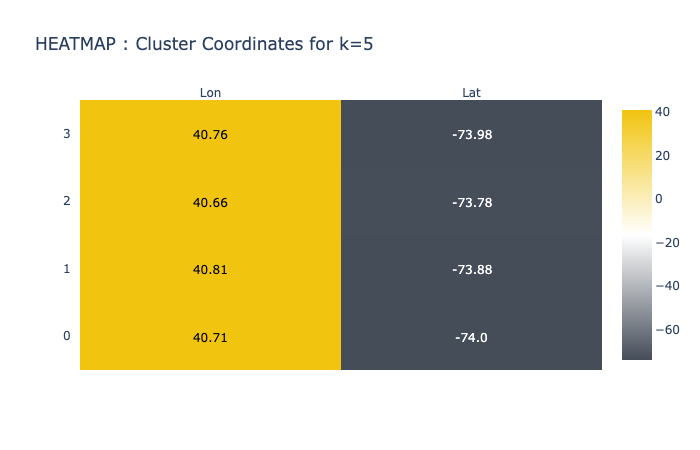 HEATMAP : Cluster Coordinates for k=5
Lon Lat
3 40.76 -73.98
2 40.66 -73.78
1 40.81 -73.88
0 40.71 -74.0
40
20
0
−20
−40
−60